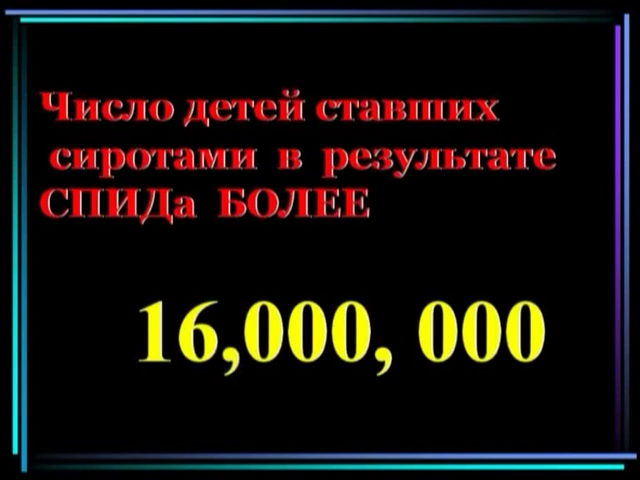 Число детей ставших
сиротами в результате
СПИДа БОЛЕЕ
16,000, 000